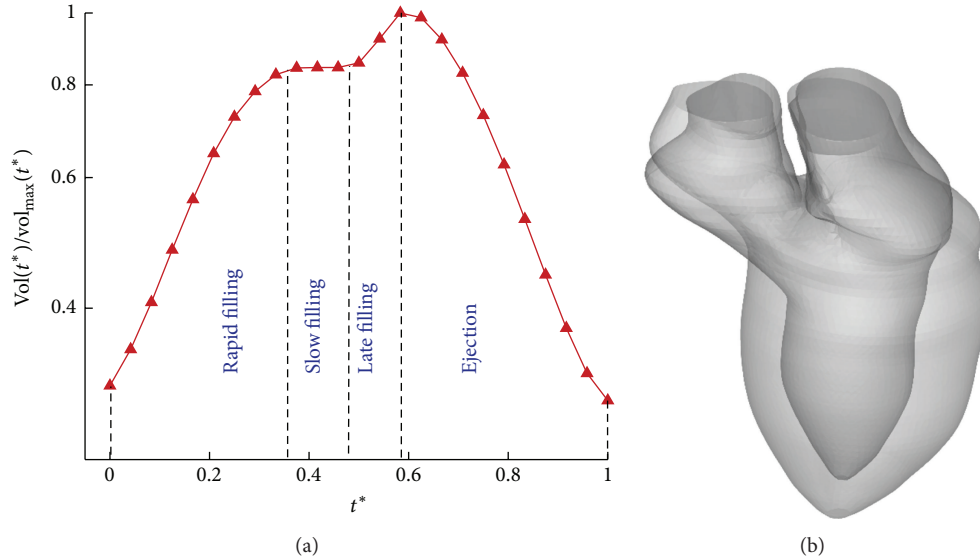 1
0.8
0.6
0.4
Vol(t*)/vol_max(t*)
Rapid filling
Slow filling
Late filling
Ejection
0 0.2 0.4 0.6 0.8 1
t*
(a)
(b)